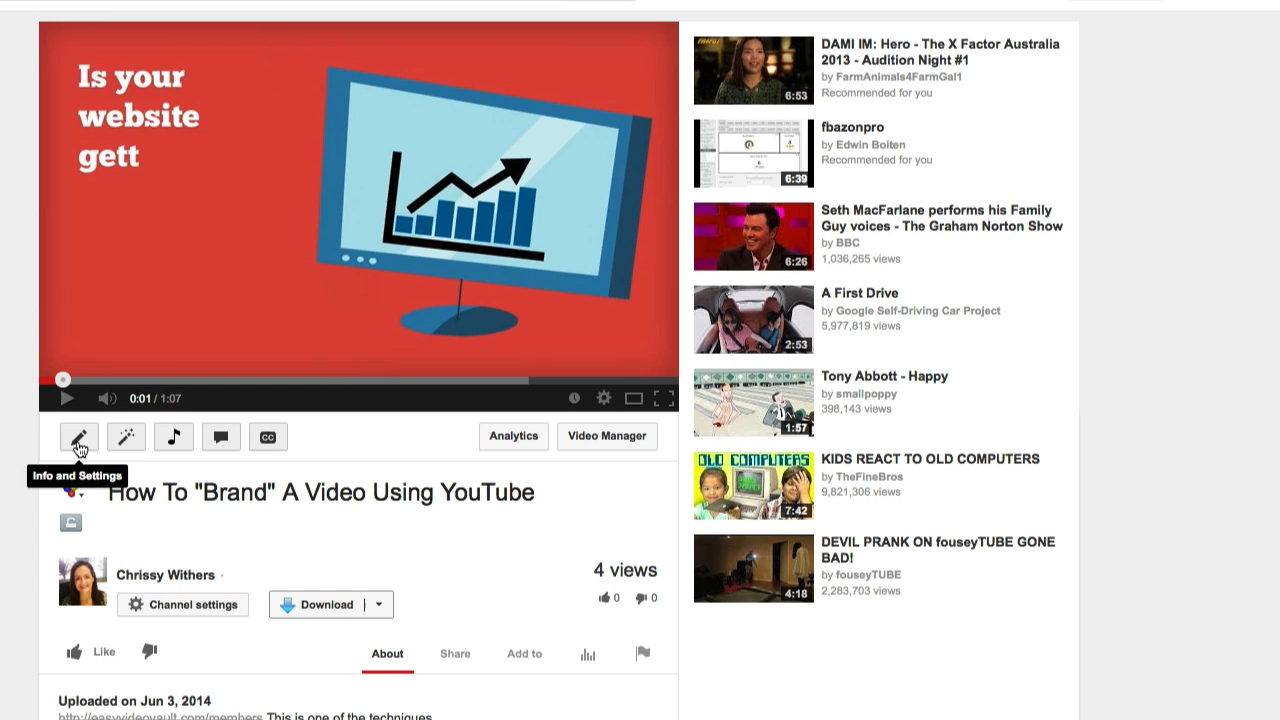 Is your
website
gett
0:01 / 1:07
CC
Analytics
Video Manager
Info and Settings
How To "Brand" A Video Using YouTube
Chrissy Withers ·
4 views
Channel settings
Download
0
0
Like
About
Share
Add to
Uploaded on Jun 3, 2014
http://easyvideovault.com/members This is one of the techniques
6:53
DAMI IM: Hero - The X Factor Australia
2013 - Audition Night #1
by FarmAnimals4FarmGal1
Recommended for you
6:39
fbazonpro
by Edwin Boiten
Recommended for you
6:26
Seth MacFarlane performs his Family
Guy voices - The Graham Norton Show
by BBC
1,036,265 views
2:53
A First Drive
by Google Self-Driving Car Project
5,977,819 views
1:57
Tony Abbott - Happy
by smallpoppy
398,143 views
OLD COMPUTERS
7:42
KIDS REACT TO OLD COMPUTERS
by TheFineBros
9,821,306 views
4:18
DEVIL PRANK ON fouseyTUBE GONE
BAD!
by fouseyTUBE
2,283,703 views